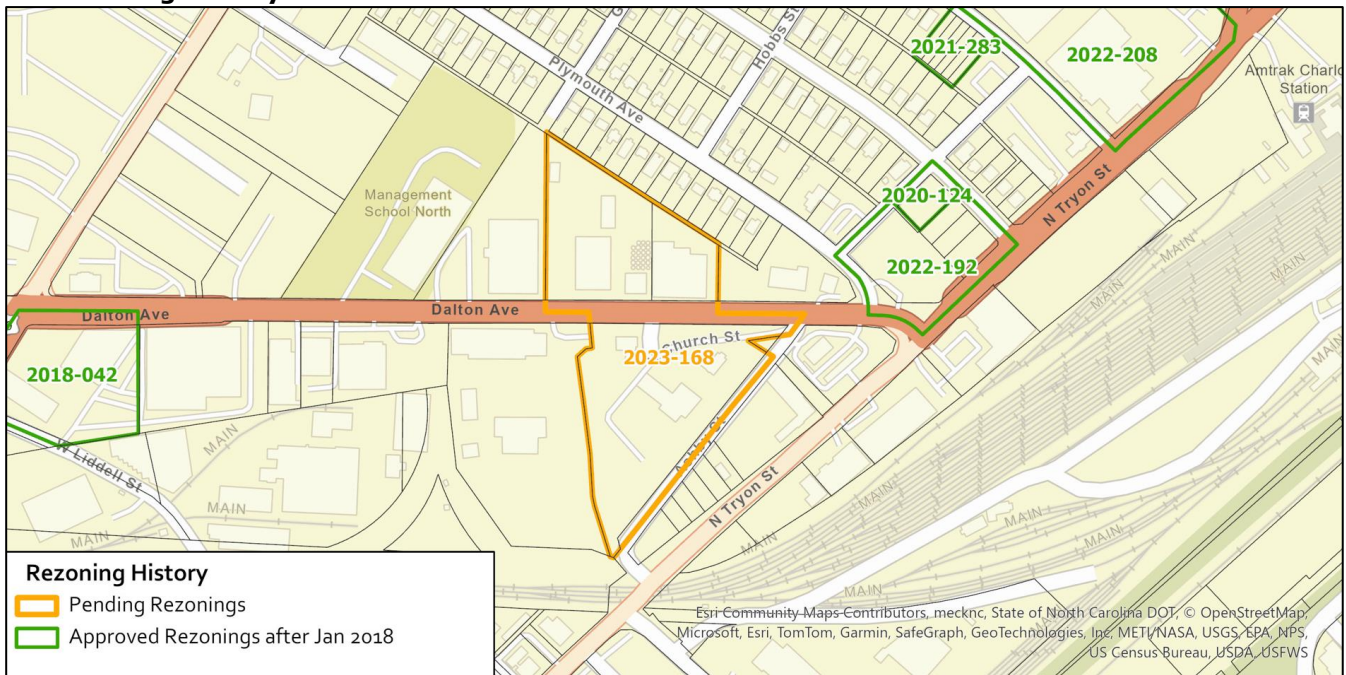 2021-283
2022-208
Hobbs St
Amtrak Charlo
Station
Plymouth Ave
Management
School North
2020-124
N Tryon St
2022-192
MAIN
MAIN
MAIN
Dalton Ave
Dalton Ave
Church St
2023-168
2018-042
MAIN
W Liddell St
MAIN
MAIN
MAIN
N Tryon St
MAIN
MAIN
MAIN
Rezoning History
Pending Rezonings
Approved Rezonings after Jan 2018
Esri Community Maps Contributors, mecknc, State of North Carolina DOT, © OpenStreetMap,
Microsoft, Esri, TomTom, Garmin, SafeGraph, GeoTechnologies, Inc, METI/NASA, USGS, EPA, NPS,
US Census Bureau, USDA, USFWS